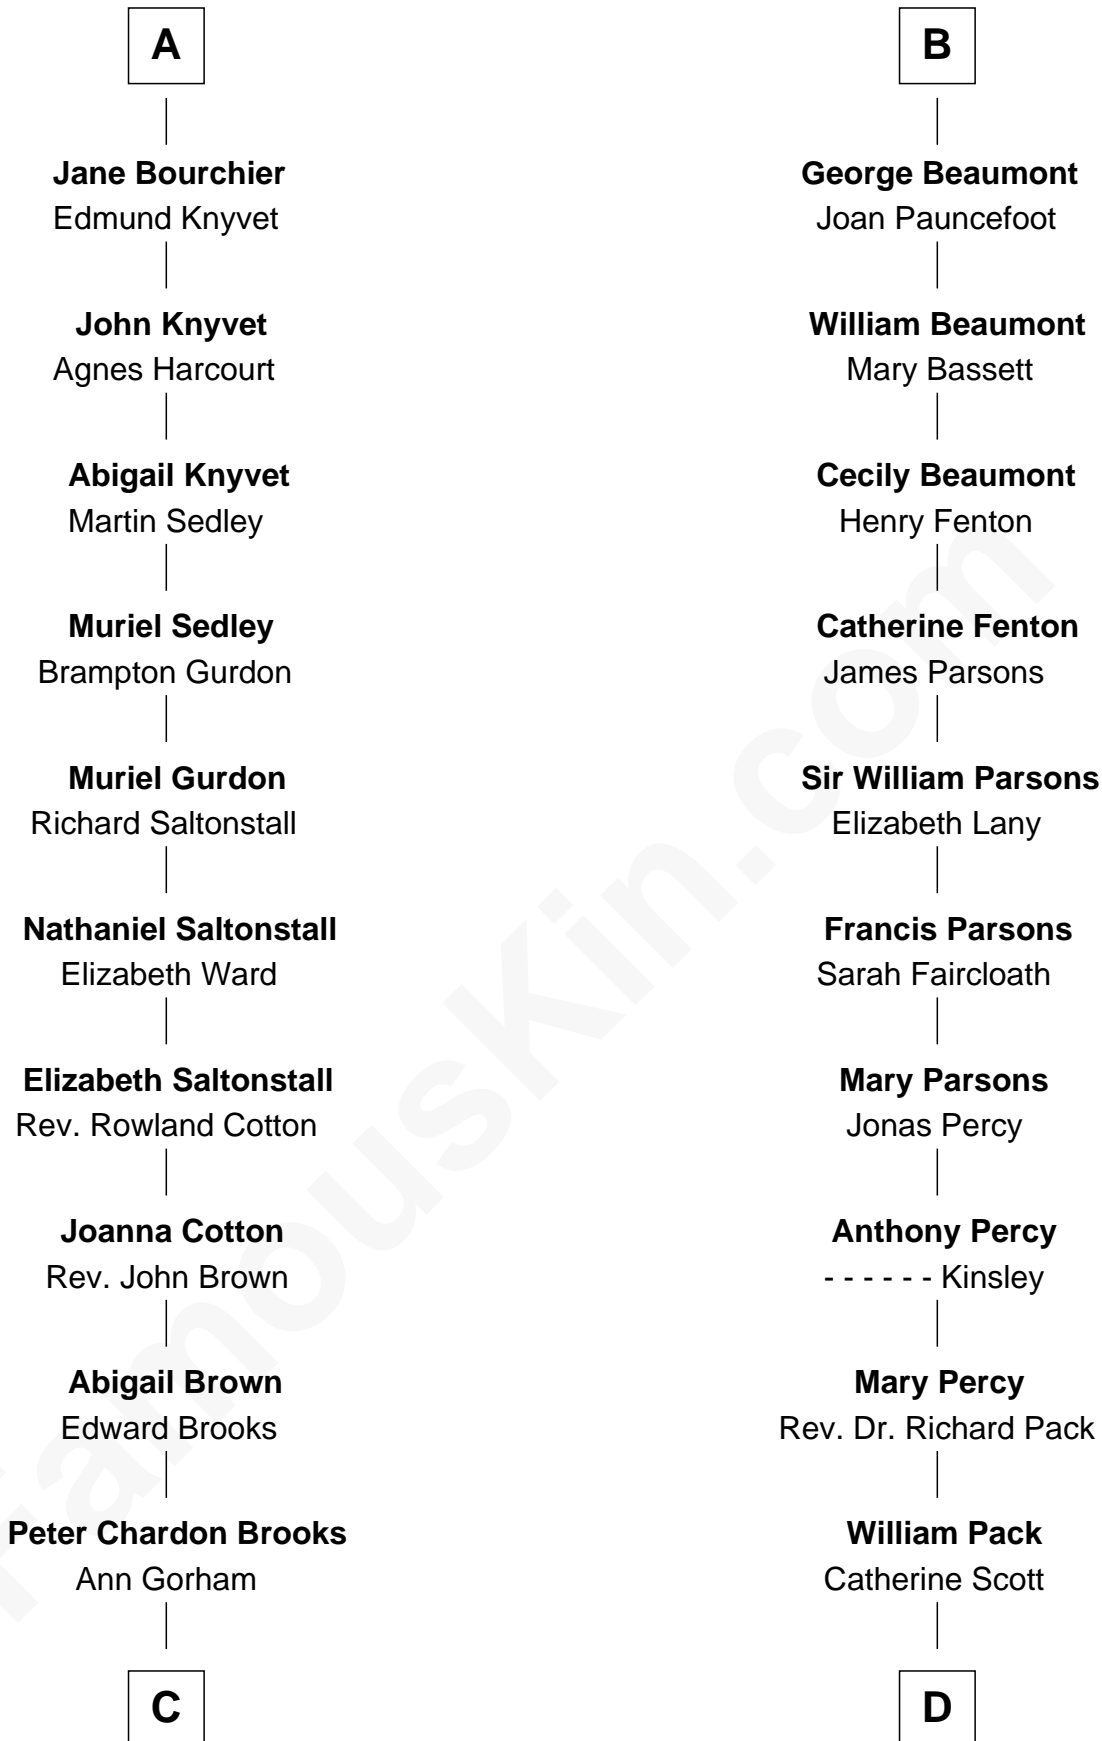 A
Jane Bourchier
Edmund Knyvet
John Knyvet
Agnes Harcourt
Abigail Knyvet
Martin Sedley
Muriel Sedley
Brampton Gurdon
Muriel Gurdon
Richard Saltonstall
Nathaniel Saltonstall
Elizabeth Ward
Elizabeth Saltonstall
Rev. Rowland Cotton
Joanna Cotton
Rev. John Brown
Abigail Brown
Edward Brooks
Peter Chardon Brooks
Ann Gorham
C
B
George Beaumont
Joan Pauncefoot
William Beaumont
Mary Bassett
Cecily Beaumont
Henry Fenton
Catherine Fenton
James Parsons
Sir William Parsons
Elizabeth Lany
Francis Parsons
Sarah Faircloath
Mary Parsons
Jonas Percy
Anthony Percy
- - - - - - Kinsley
Mary Percy
Rev. Dr. Richard Pack
William Pack
Catherine Scott
D
FamousKin.com